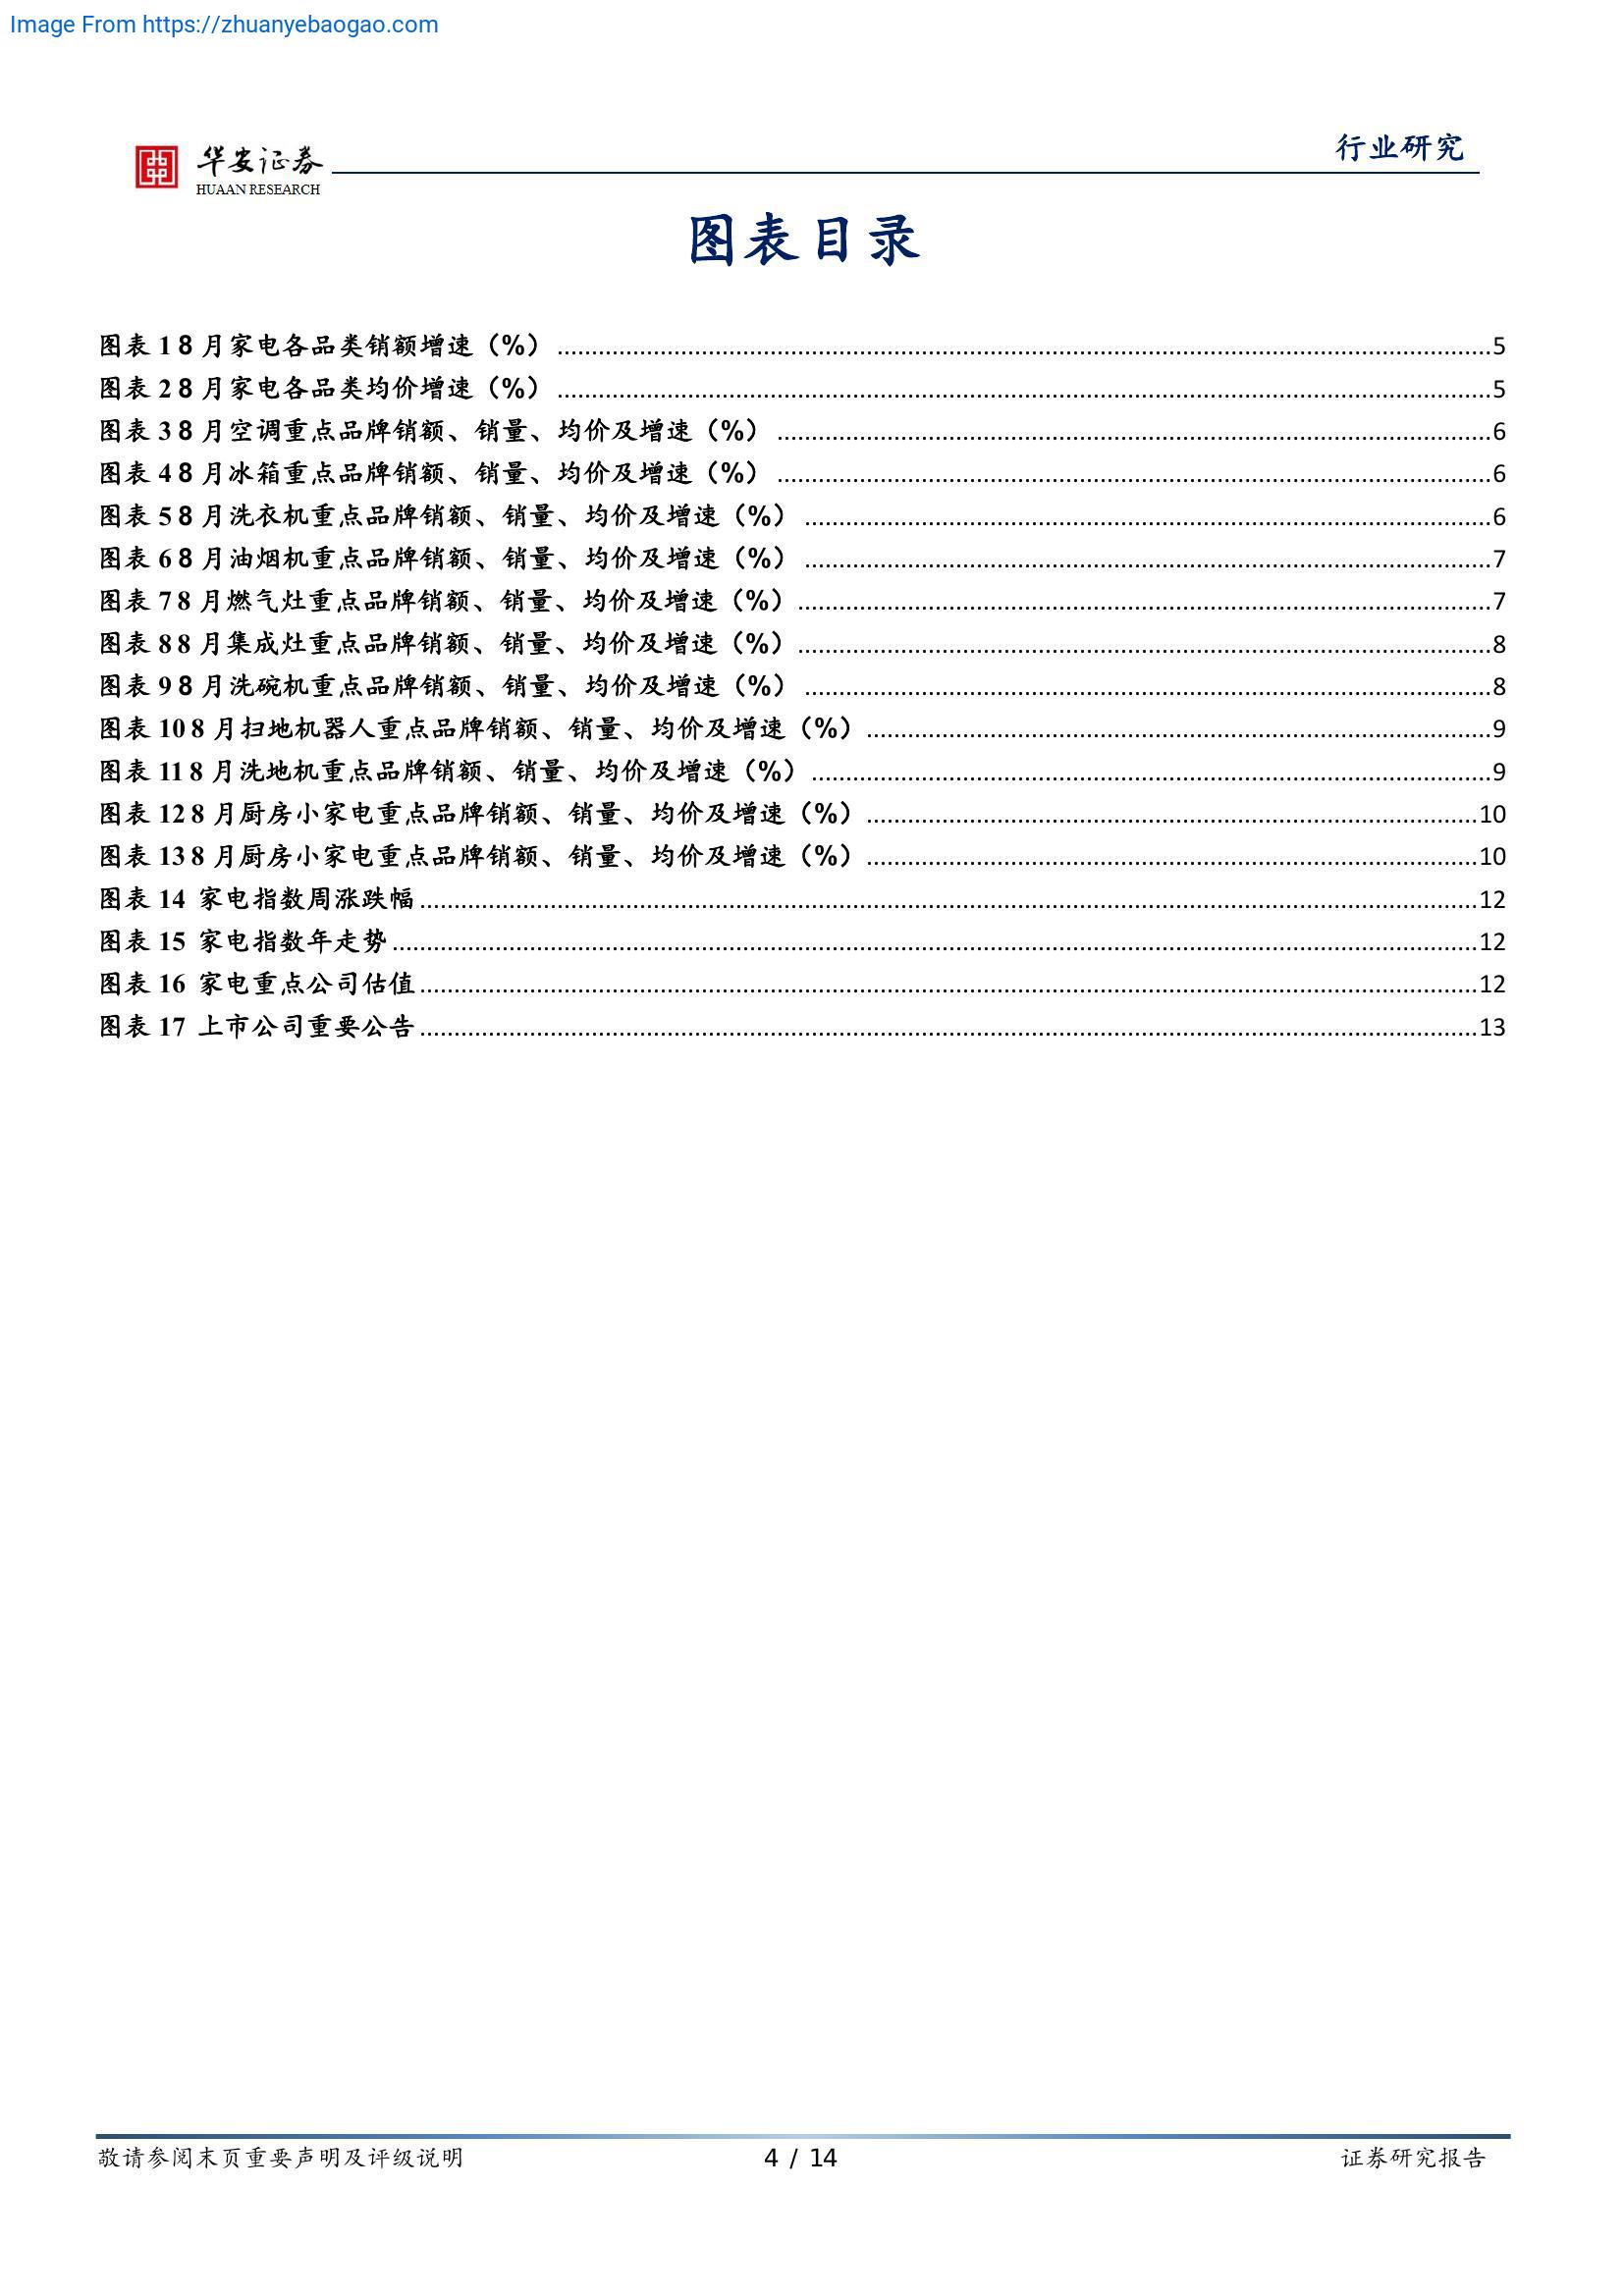 Image From https://zhuanyebaogao.com
行业研究
华安证券
HUAAN RESEARCH
图表目录
图表 1 8 月家电各品类销额增速（%） 5
图表 2 8 月家电各品类均价增速（%） 5
图表 3 8 月空调重点品牌销额、销量、均价及增速（%） 6
图表 4 8 月冰箱重点品牌销额、销量、均价及增速（%） 6
图表 5 8 月洗衣机重点品牌销额、销量、均价及增速（%） 6
图表 6 8 月油烟机重点品牌销额、销量、均价及增速（%） 7
图表 7 8 月燃气灶重点品牌销额、销量、均价及增速（%） 7
图表 8 8 月集成灶重点品牌销额、销量、均价及增速（%） 8
图表 9 8 月洗碗机重点品牌销额、销量、均价及增速（%） 8
图表 10 8 月扫地机器人重点品牌销额、销量、均价及增速（%） 9
图表 11 8 月洗地机重点品牌销额、销量、均价及增速（%） 9
图表 12 8 月厨房小家电重点品牌销额、销量、均价及增速（%） 10
图表 13 8 月厨房小家电重点品牌销额、销量、均价及增速（%） 10
图表 14 家电指数周涨跌幅 12
图表 15 家电指数年走势 12
图表 16 家电重点公司估值 12
图表 17 上市公司重要公告 13
敬请参阅末页重要声明及评级说明 4 / 14 证券研究报告